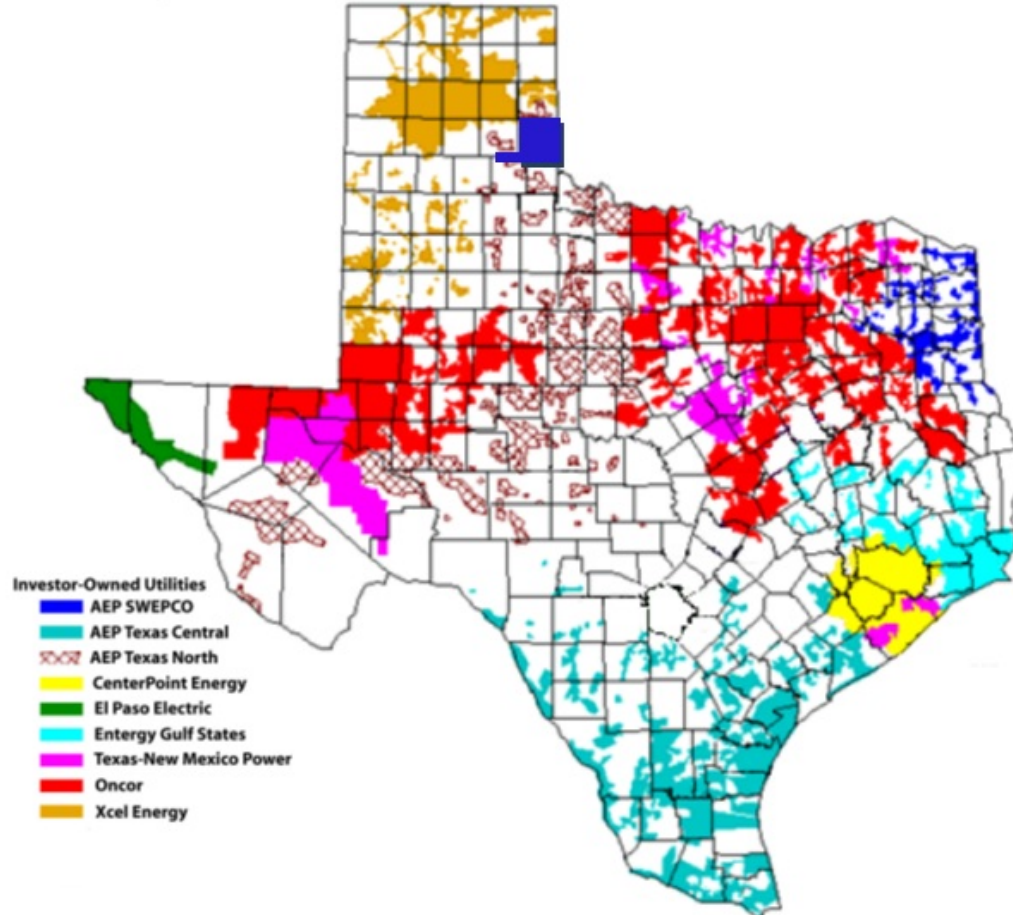 Investor-Owned Utilities
AEP SWEPCO
AEP Texas Central
AEP Texas North
CenterPoint Energy
El Paso Electric
Entergy Gulf States
Texas-New Mexico Power
Oncor
Xcel Energy